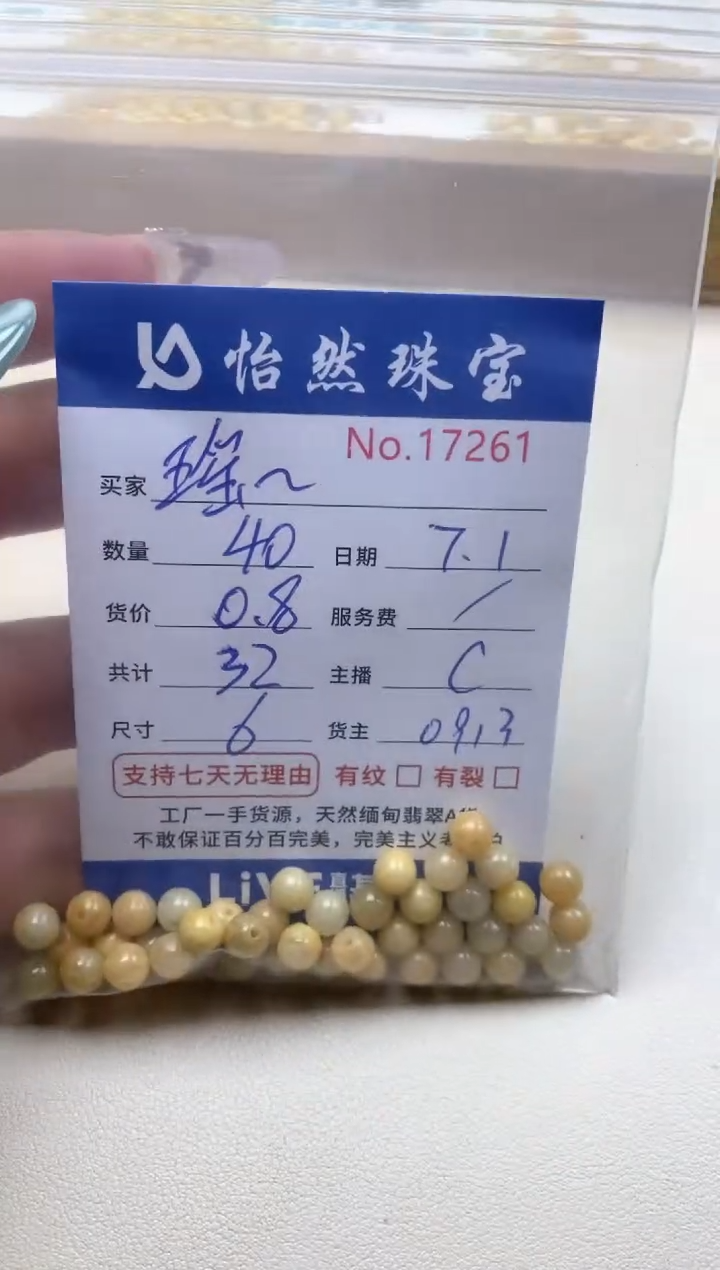 怡然珠宝
No.17261
买家 瑶~
数量 40 日期 7.1
货价 0.8 服务费 /
共计 32 主播 C
尺寸 6 货主 0913
支持七天无理由 有纹 □ 有裂 □
工厂一手货源，天然缅甸翡翠A货
不敢保证百分百完美，完美主义者
LiVE